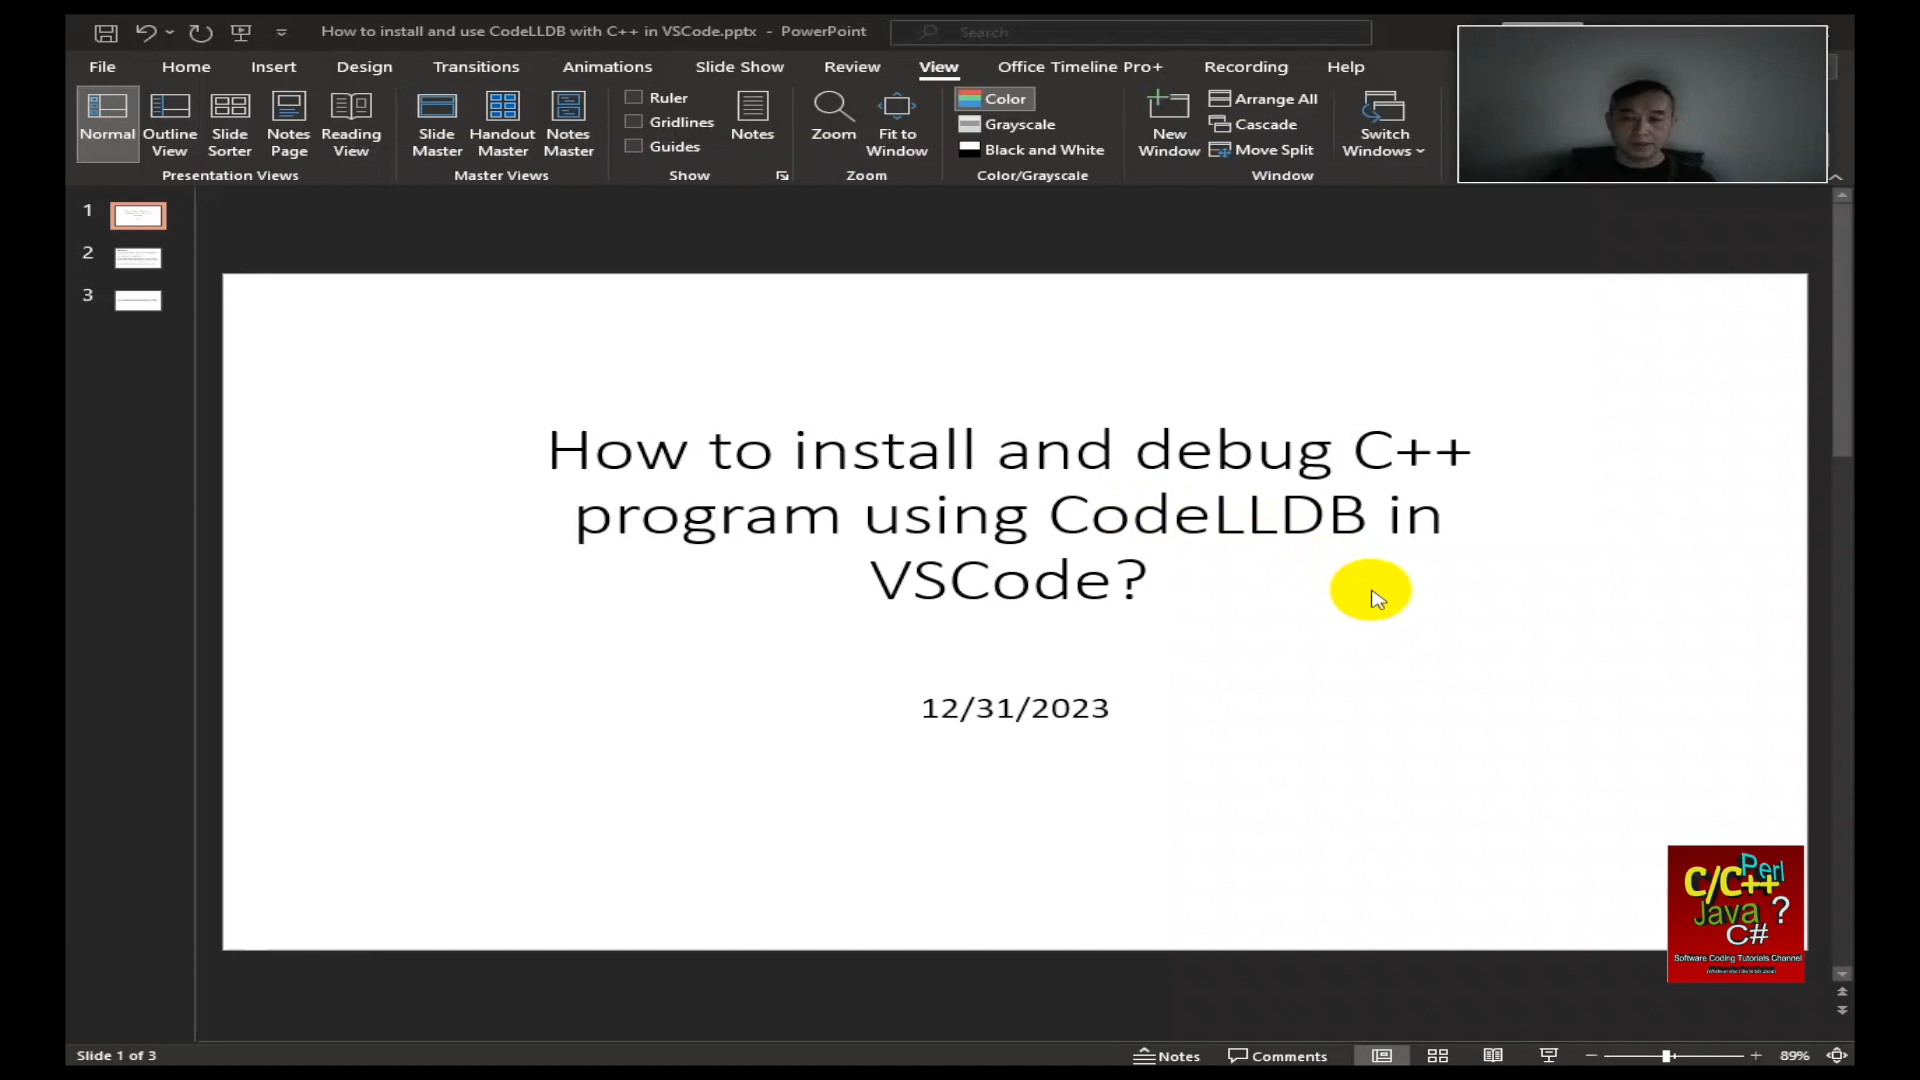 How to install and use CodeLLDB with C++ in VSCode.pptx - PowerPoint
Search
File Home Insert Design Transitions Animations Slide Show Review View Office Timeline Pro+ Recording Help
Normal
Outline View
Slide Sorter
Notes Page
Reading View
Presentation Views
Slide Master
Handout Master
Notes Master
Master Views
Ruler
Gridlines
Guides
Show
Notes
Zoom
Fit to Window
Zoom
Color
Grayscale
Black and White
Color/Grayscale
New Window
Arrange All
Cascade
Move Split
Switch Windows
Window
1
2
3
How to install and debug C++
program using CodeLLDB in
VSCode?
12/31/2023
Perl
C/C++
Java ?
C#
Software Coding Tutorials Channel
Slide 1 of 3
Notes Comments 89%